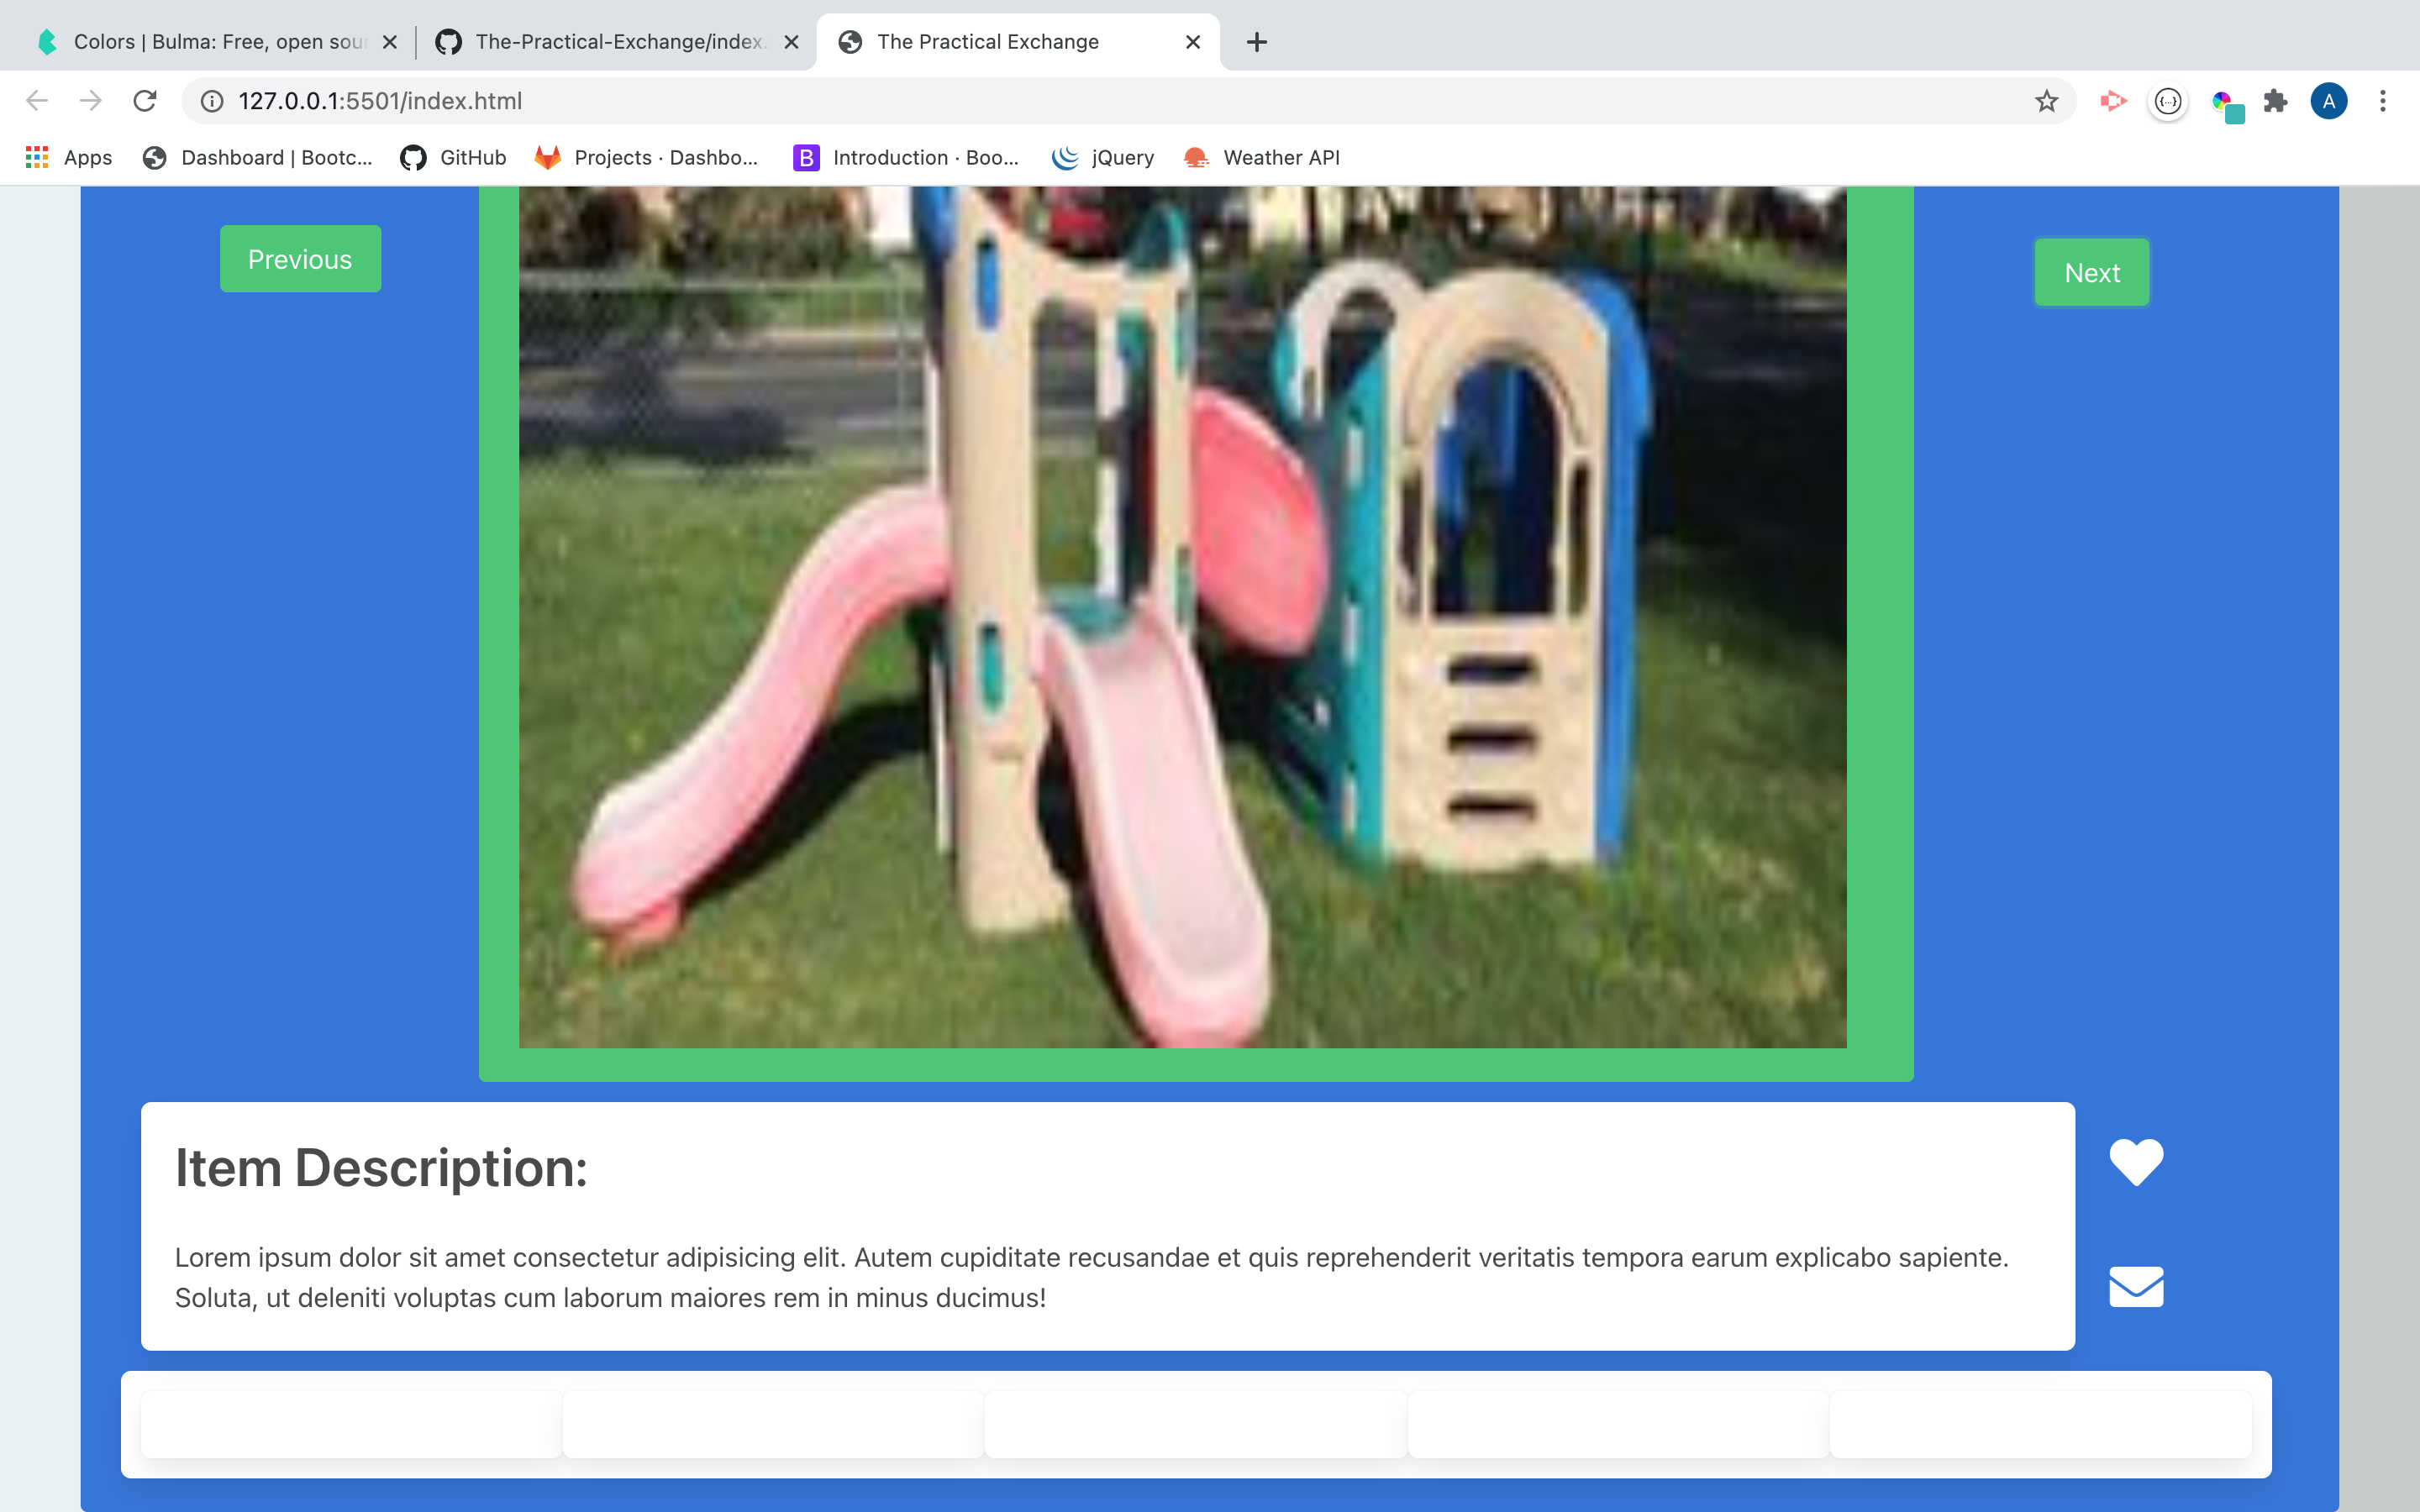 Colors | Bulma: Free, open sour
The-Practical-Exchange/index.
The Practical Exchange
127.0.0.1:5501/index.html
A
Apps
Dashboard | Bootc...
GitHub
Projects · Dashbo...
B
Introduction · Boo...
jQuery
Weather API
Previous
Next
Item Description:
Lorem ipsum dolor sit amet consectetur adipisicing elit. Autem cupiditate recusandae et quis reprehenderit veritatis tempora earum explicabo sapiente.
Soluta, ut deleniti voluptas cum laborum maiores rem in minus ducimus!